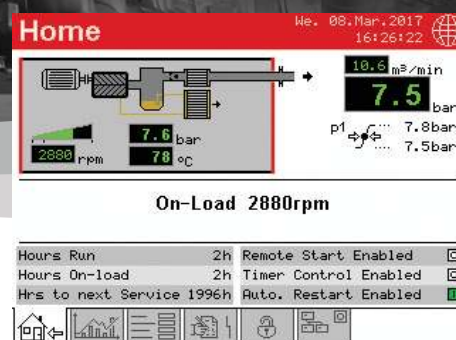 Home
We. 08.Mar.2017
16:26:22
10.6 m³/min
7.5 bar
p1 7.8bar
7.5bar
2880 rpm
7.6 bar
78 °C
On-Load 2880rpm
Hours Run 2h Remote Start Enabled
Hours On-load 2h Timer Control Enabled
Hrs to next Service 1996h Auto. Restart Enabled